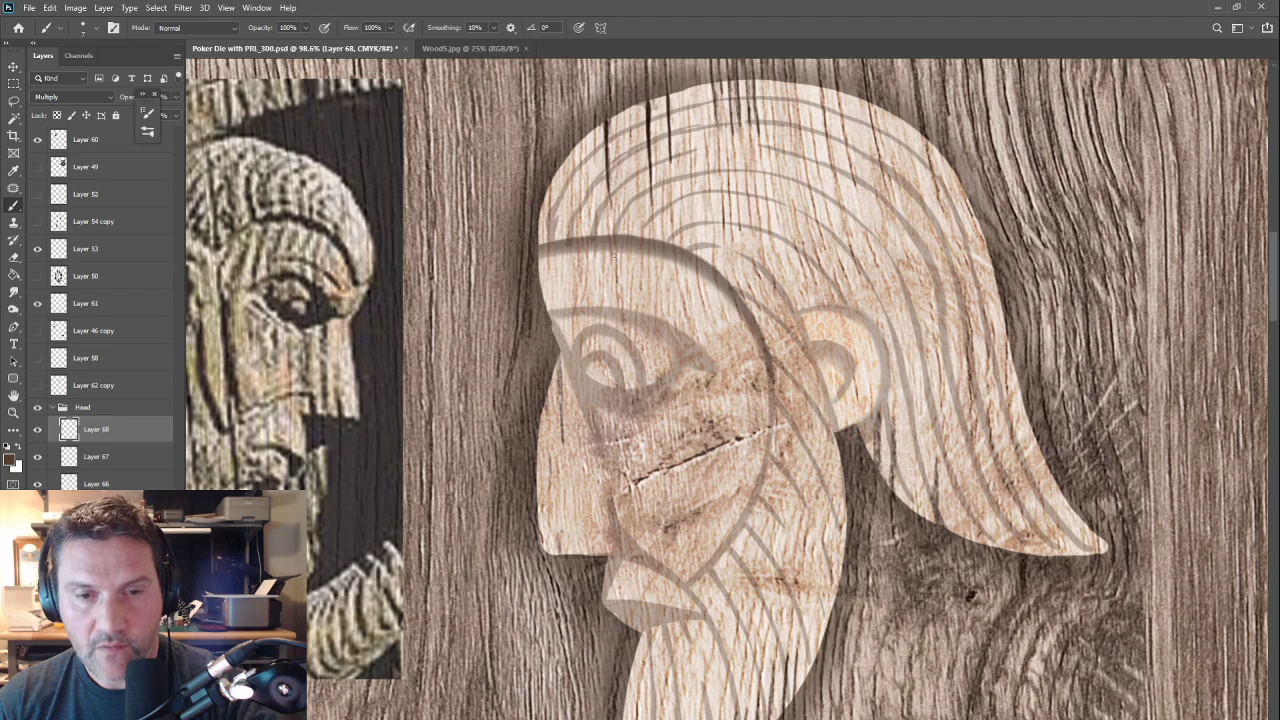 File Edit Image Layer Type Select Filter 3D View Window Help
7 Mode: Normal Opacity: 100% Flow: 100% Smoothing: 10% 0°
Poker Die with PRL_300.psd @ 98.6% (Layer 68, CMYK/8#) * × Wood5.jpg @ 25% (RGB/8*) ×
Layers Channels
Kind
Multiply
Lock:
Layer 60
Layer 49
Layer 52
Layer 54 copy
Layer 53
Layer 50
Layer 61
Layer 46 copy
Layer 58
Layer 62 copy
Head
Layer 68
Layer 67
Layer 66